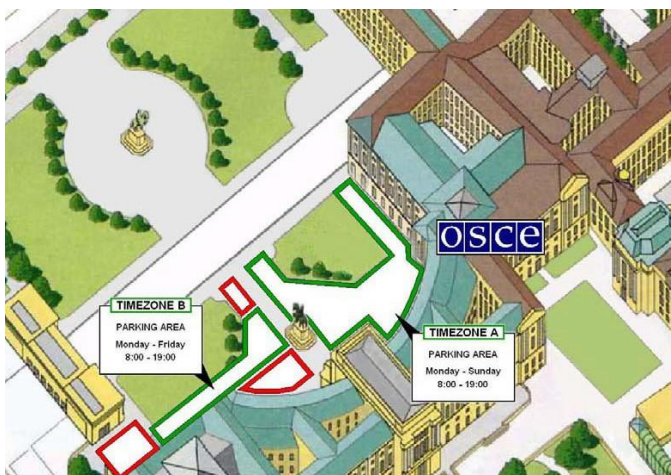 osce
TIMEZONE B
PARKING AREA
Monday - Friday
8:00 - 19:00
TIMEZONE A
PARKING AREA
Monday - Sunday
8:00 - 19:00